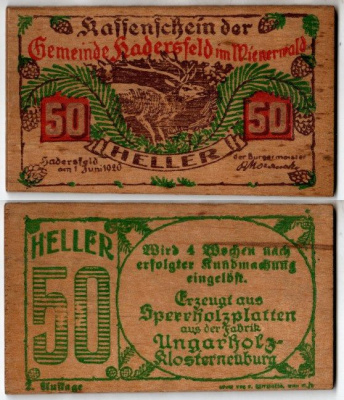 Kassenschein der
Gemeinde Hadersfeld im Wienerwald
50
50
HELLER
Hadersfeld
am 1. Juni 1920
der Bürgermeister
HELLER
50
Wird 4 Wochen nach
erfolgter Kundmachung
eingelöst.
Erzeugt aus
Sperrholzplatten
aus der Fabrik
Ungarholz-
Klosterneuburg
2. Auflage